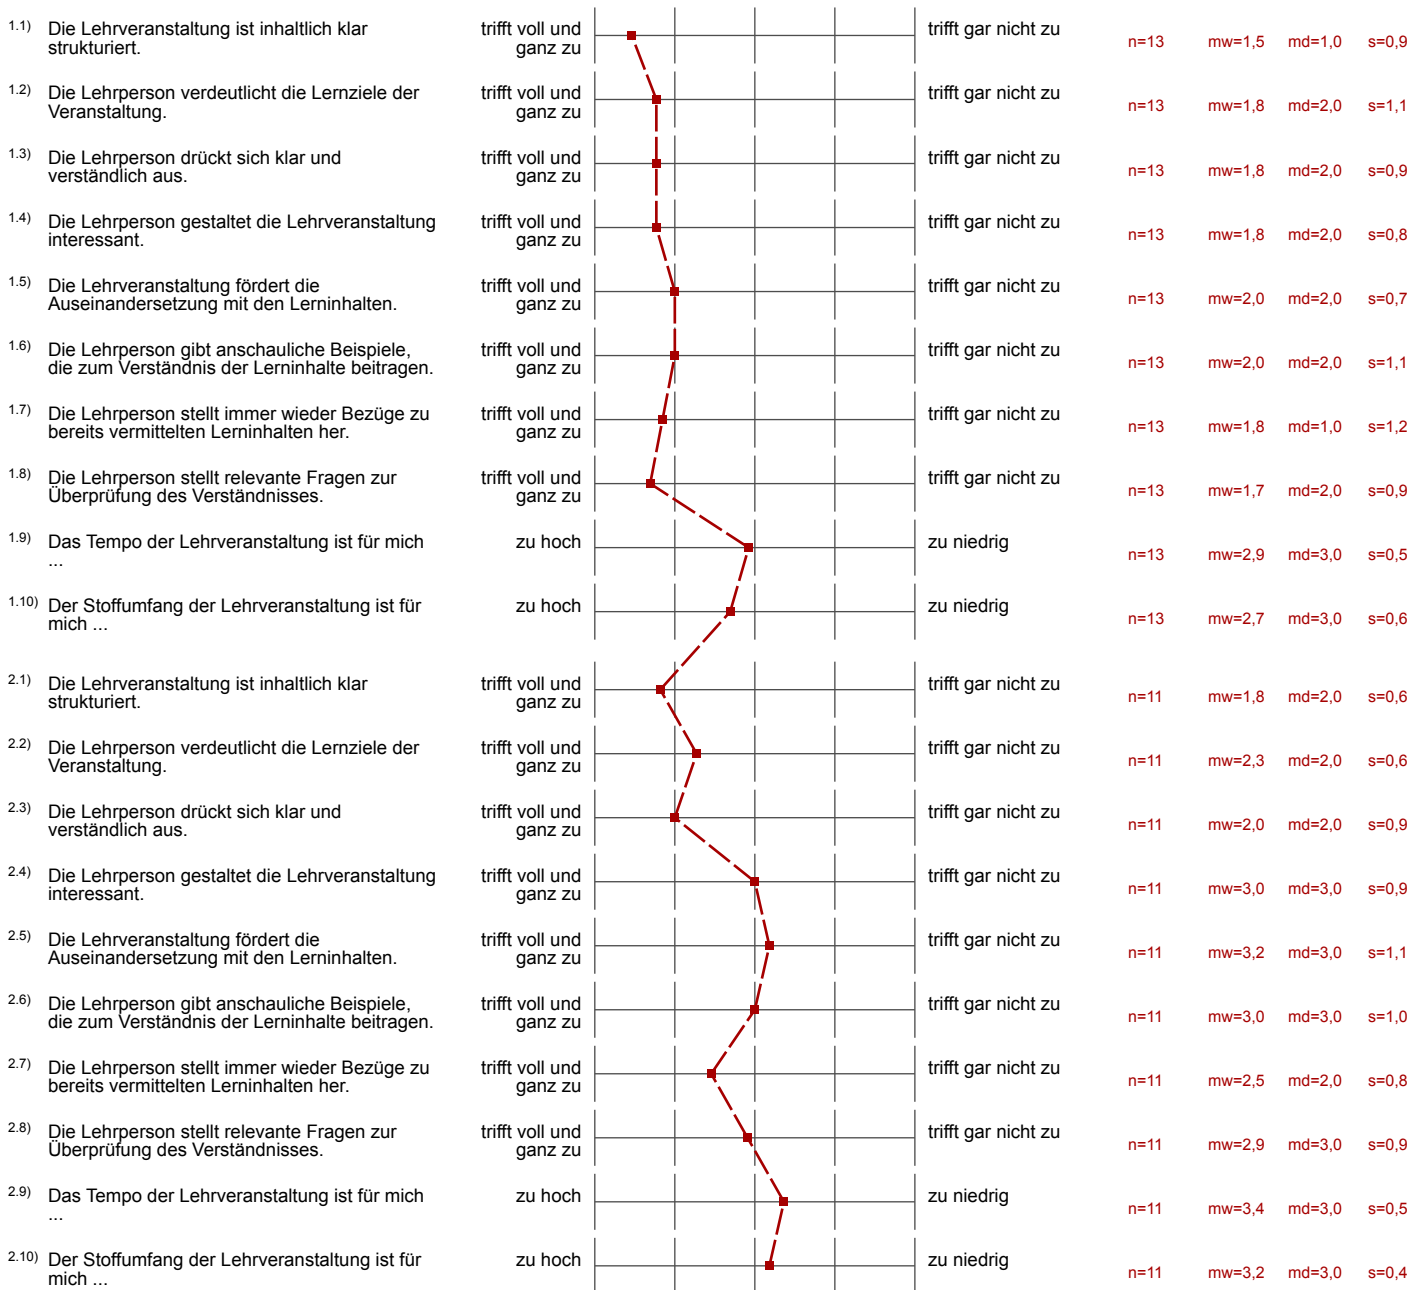 1.1) Die Lehrveranstaltung ist inhaltlich klar strukturiert. trifft voll und ganz zu trifft gar nicht zu n=13 mw=1,5 md=1,0 s=0,9
1.2) Die Lehrperson verdeutlicht die Lernziele der Veranstaltung. trifft voll und ganz zu trifft gar nicht zu n=13 mw=1,8 md=2,0 s=1,1
1.3) Die Lehrperson drückt sich klar und verständlich aus. trifft voll und ganz zu trifft gar nicht zu n=13 mw=1,8 md=2,0 s=0,9
1.4) Die Lehrperson gestaltet die Lehrveranstaltung interessant. trifft voll und ganz zu trifft gar nicht zu n=13 mw=1,8 md=2,0 s=0,8
1.5) Die Lehrveranstaltung fördert die Auseinandersetzung mit den Lerninhalten. trifft voll und ganz zu trifft gar nicht zu n=13 mw=2,0 md=2,0 s=0,7
1.6) Die Lehrperson gibt anschauliche Beispiele, die zum Verständnis der Lerninhalte beitragen. trifft voll und ganz zu trifft gar nicht zu n=13 mw=2,0 md=2,0 s=1,1
1.7) Die Lehrperson stellt immer wieder Bezüge zu bereits vermittelten Lerninhalten her. trifft voll und ganz zu trifft gar nicht zu n=13 mw=1,8 md=1,0 s=1,2
1.8) Die Lehrperson stellt relevante Fragen zur Überprüfung des Verständnisses. trifft voll und ganz zu trifft gar nicht zu n=13 mw=1,7 md=2,0 s=0,9
1.9) Das Tempo der Lehrveranstaltung ist für mich ... zu hoch zu niedrig n=13 mw=2,9 md=3,0 s=0,5
1.10) Der Stoffumfang der Lehrveranstaltung ist für mich ... zu hoch zu niedrig n=13 mw=2,7 md=3,0 s=0,6
2.1) Die Lehrveranstaltung ist inhaltlich klar strukturiert. trifft voll und ganz zu trifft gar nicht zu n=11 mw=1,8 md=2,0 s=0,6
2.2) Die Lehrperson verdeutlicht die Lernziele der Veranstaltung. trifft voll und ganz zu trifft gar nicht zu n=11 mw=2,3 md=2,0 s=0,6
2.3) Die Lehrperson drückt sich klar und verständlich aus. trifft voll und ganz zu trifft gar nicht zu n=11 mw=2,0 md=2,0 s=0,9
2.4) Die Lehrperson gestaltet die Lehrveranstaltung interessant. trifft voll und ganz zu trifft gar nicht zu n=11 mw=3,0 md=3,0 s=0,9
2.5) Die Lehrveranstaltung fördert die Auseinandersetzung mit den Lerninhalten. trifft voll und ganz zu trifft gar nicht zu n=11 mw=3,2 md=3,0 s=1,1
2.6) Die Lehrperson gibt anschauliche Beispiele, die zum Verständnis der Lerninhalte beitragen. trifft voll und ganz zu trifft gar nicht zu n=11 mw=3,0 md=3,0 s=1,0
2.7) Die Lehrperson stellt immer wieder Bezüge zu bereits vermittelten Lerninhalten her. trifft voll und ganz zu trifft gar nicht zu n=11 mw=2,5 md=2,0 s=0,8
2.8) Die Lehrperson stellt relevante Fragen zur Überprüfung des Verständnisses. trifft voll und ganz zu trifft gar nicht zu n=11 mw=2,9 md=3,0 s=0,9
2.9) Das Tempo der Lehrveranstaltung ist für mich ... zu hoch zu niedrig n=11 mw=3,4 md=3,0 s=0,5
2.10) Der Stoffumfang der Lehrveranstaltung ist für mich ... zu hoch zu niedrig n=11 mw=3,2 md=3,0 s=0,4